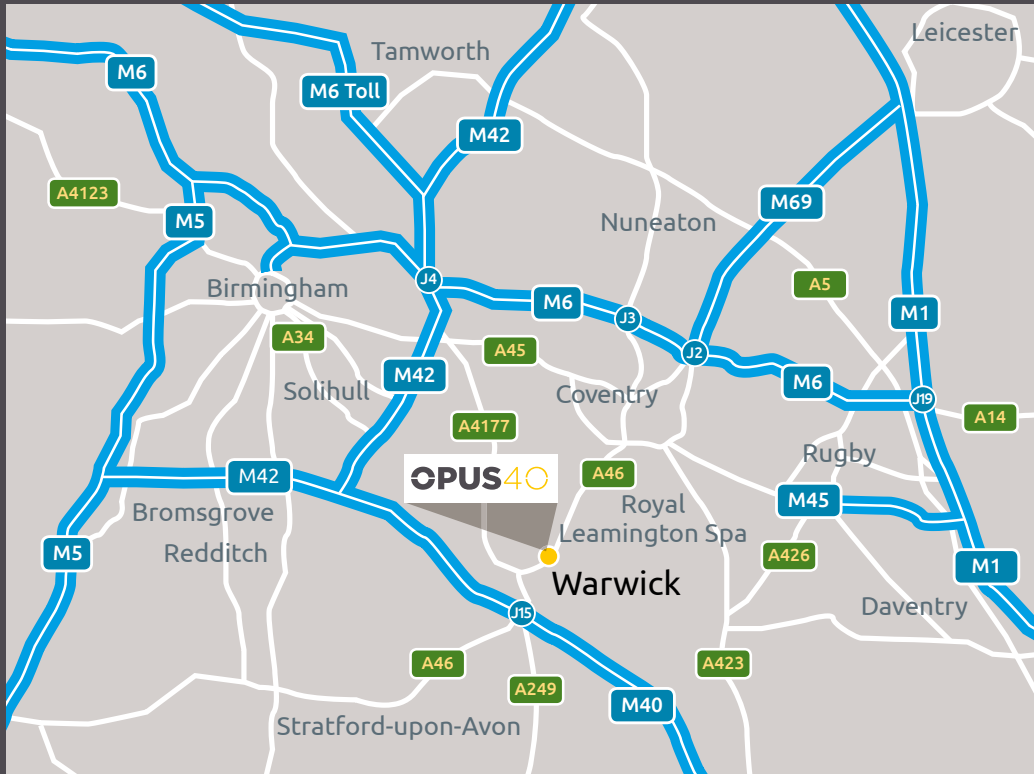 Leicester
Tamworth
M6
M6 Toll
M42
A4123
M5
M69
Nuneaton
Birmingham
J4
A5
M6
J3
M1
A34
A45
J2
Solihull
M42
Coventry
M6
J19
A4177
A14
OPUS40
Rugby
M42
A46
Bromsgrove
Royal
Leamington Spa
M45
Redditch
M5
A426
M1
Warwick
Daventry
J15
A46
A423
A249
M40
Stratford-upon-Avon